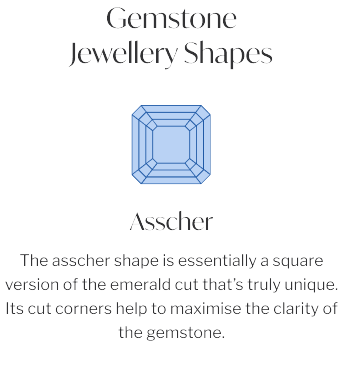 Gemstone
Jewellery Shapes
Asscher
The asscher shape is essentially a square
version of the emerald cut that's truly unique.
Its cut corners help to maximise the clarity of
the gemstone.